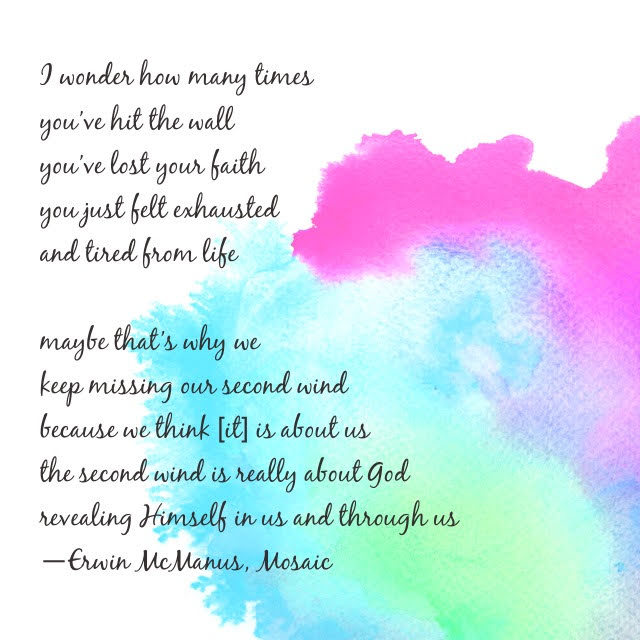 I wonder how many times
you've hit the wall
you've lost your faith
you just felt exhausted
and tired from life
maybe that's why we
keep missing our second wind
because we think [it] is about us
the second wind is really about God
revealing Himself in us and through us
—Erwin McManus, Mosaic